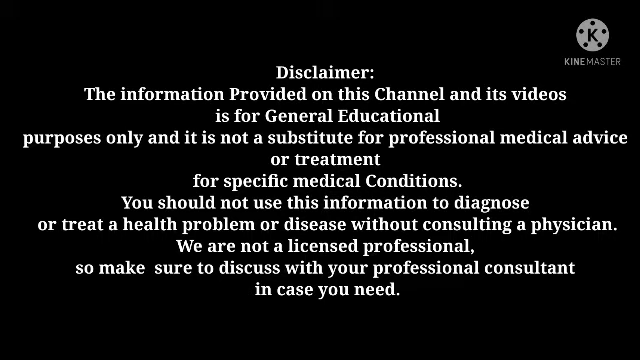 KINEMASTER
Disclaimer:
The information Provided on this Channel and its videos
is for General Educational
purposes only and it is not a substitute for professional medical advice
or treatment
for specific medical Conditions.
You should not use this information to diagnose
or treat a health problem or disease without consulting a physician.
We are not a licensed professional,
so make  sure to discuss with your professional consultant
in case you need.